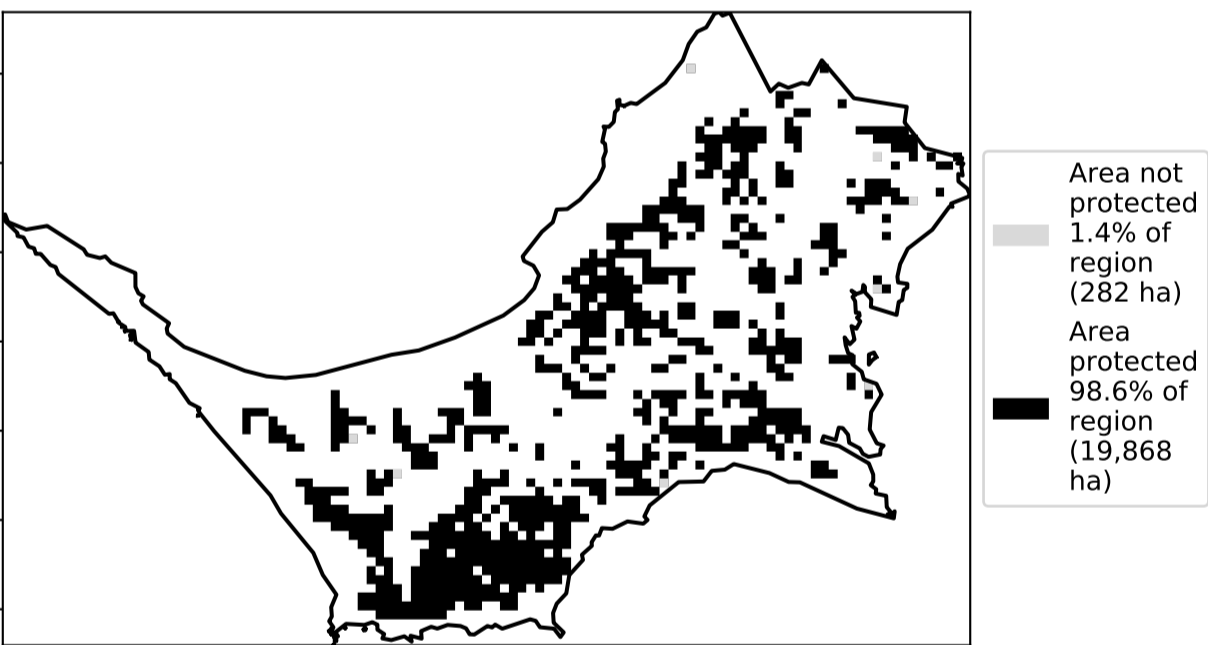 Area not
protected
1.4% of
region
(282 ha)
Area
protected
98.6% of
region
(19,868
ha)